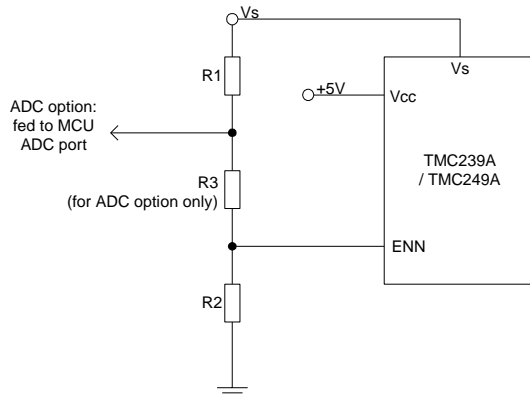 Vs
R1
Vs
+5V
Vcc
ADC option:
fed to MCU
ADC port
TMC239A
/ TMC249A
R3
(for ADC option only)
ENN
R2